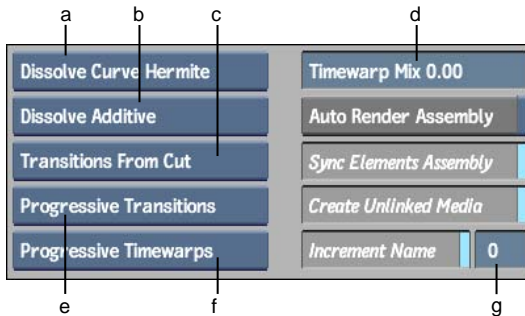 a b c d
Dissolve Curve Hermite Timewarp Mix 0.00
Dissolve Additive Auto Render Assembly
Transitions From Cut Sync Elements Assembly
Progressive Transitions Create Unlinked Media
Progressive Timewarps Increment Name 0
e f g